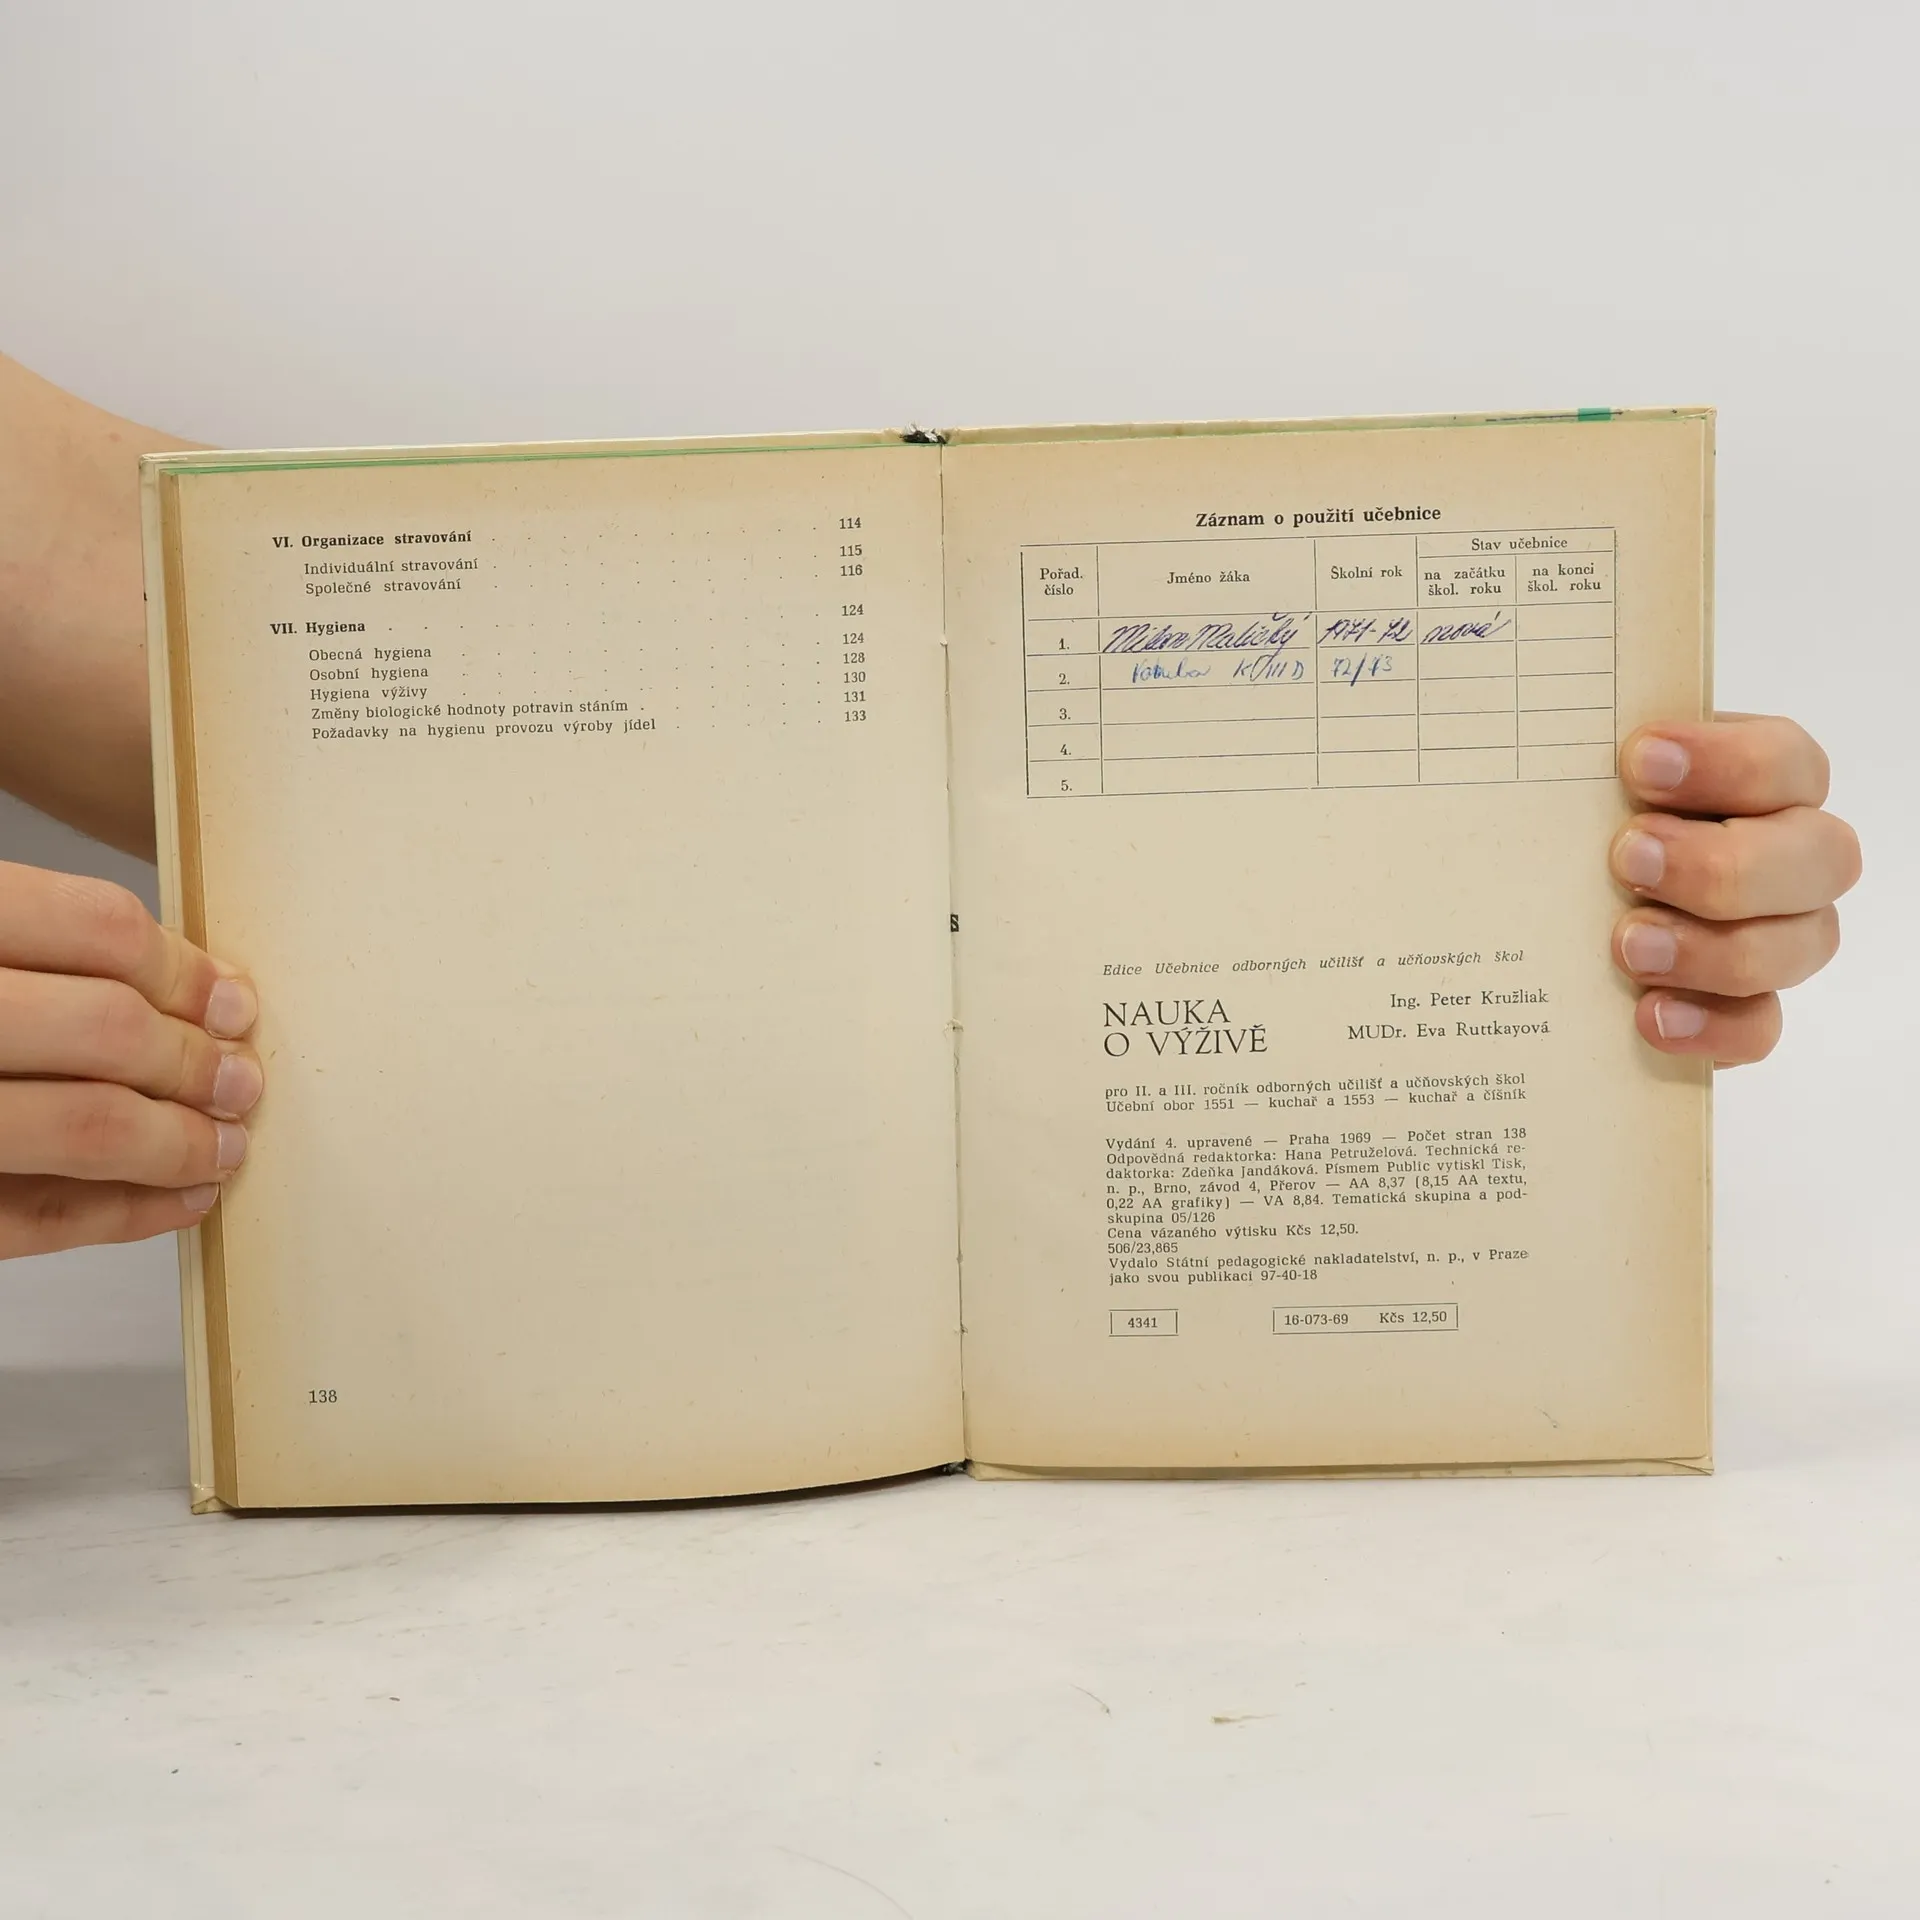 VI. Organizace stravování . . . . . . . . . . 114
Individuální stravování . . . . . . . . . . 115
Společné stravování . . . . . . . . . . 116
VII. Hygiena . . . . . . . . . . . . . 124
Obecná hygiena . . . . . . . . . . . 124
Osobní hygiena . . . . . . . . . . . 128
Hygiena výživy . . . . . . . . . . . 130
Změny biologické hodnoty potravin stáním . . . . . . 131
Požadavky na hygienu provozu výroby jídel . . . . . 133
138
Záznam o použití učebnice
Pořad. číslo
Jméno žáka
Školní rok
Stav učebnice
na začátku škol. roku
na konci škol. roku
1. Milan Maličký 1971-72 nová
2. K III D 72/73
3.
4.
5.
Edice Učebnice odborných učilišť a učňovských škol
NAUKA
O VÝŽIVĚ
Ing. Peter Kružliak
MUDr. Eva Ruttkayová
pro II. a III. ročník odborných učilišť a učňovských škol
Učební obor 1551 — kuchař a 1553 — kuchař a číšník
Vydání 4. upravené — Praha 1969 — Počet stran 138
Odpovědná redaktorka: Hana Petruželová. Technická re-
daktorka: Zdeňka Jandáková. Písmem Public vytiskl Tisk,
n. p., Brno, závod 4, Přerov — AA 8,37 (8,15 AA textu,
0,22 AA grafiky) — VA 8,84. Tematická skupina a pod-
skupina 05/126
Cena vázaného výtisku Kčs 12,50.
506/23,865
Vydalo Státní pedagogické nakladatelství, n. p., v Praze
jako svou publikaci 97-40-18
4341
16-073-69 Kčs 12,50